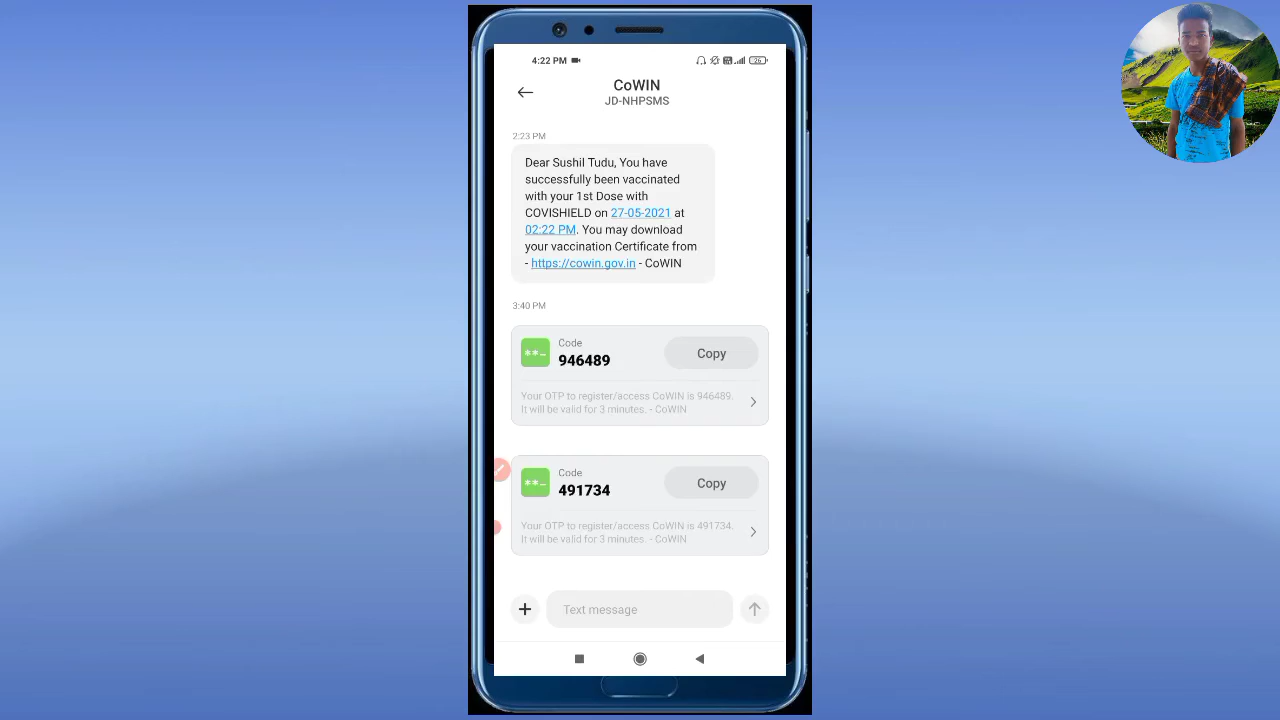 4:22 PM
26
CoWIN
JD-NHPSMS
2:23 PM
Dear Sushil Tudu, You have
successfully been vaccinated
with your 1st Dose with
COVISHIELD on 27-05-2021 at
02:22 PM. You may download
your vaccination Certificate from
- https://cowin.gov.in - CoWIN
3:40 PM
Code
946489
Copy
Your OTP to register/access CoWIN is 946489.
It will be valid for 3 minutes. - CoWIN
Code
491734
Copy
Your OTP to register/access CoWIN is 491734.
It will be valid for 3 minutes. - CoWIN
Text message